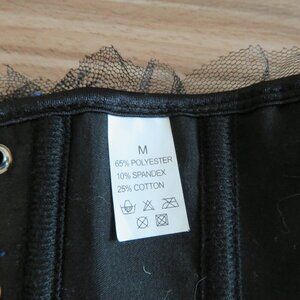 M
65% POLYESTER
10% SPANDEX
25% COTTON